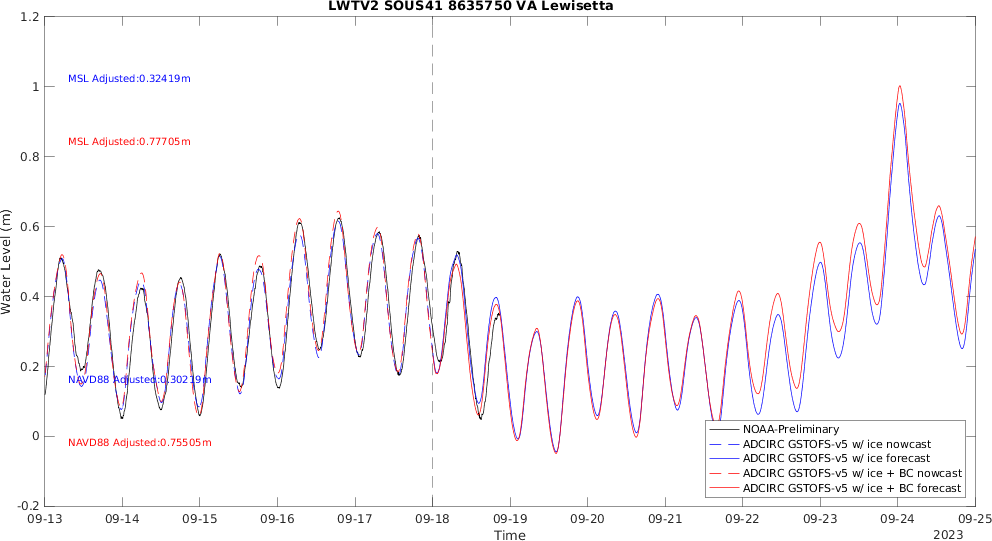 LWTV2 SOUS41 8635750 VA Lewisetta
1.2
1
0.8
0.6
0.4
0.2
0
-0.2
Water Level (m)
MSL Adjusted:0.32419m
MSL Adjusted:0.77705m
NAVD88 Adjusted:0.30219m
NAVD88 Adjusted:0.75505m
NOAA-Preliminary
ADCIRC GSTOFS-v5 w/ ice nowcast
ADCIRC GSTOFS-v5 w/ ice forecast
ADCIRC GSTOFS-v5 w/ ice + BC nowcast
ADCIRC GSTOFS-v5 w/ ice + BC forecast
09-13 09-14 09-15 09-16 09-17 09-18 09-19 09-20 09-21 09-22 09-23 09-24 09-25
Time
2023